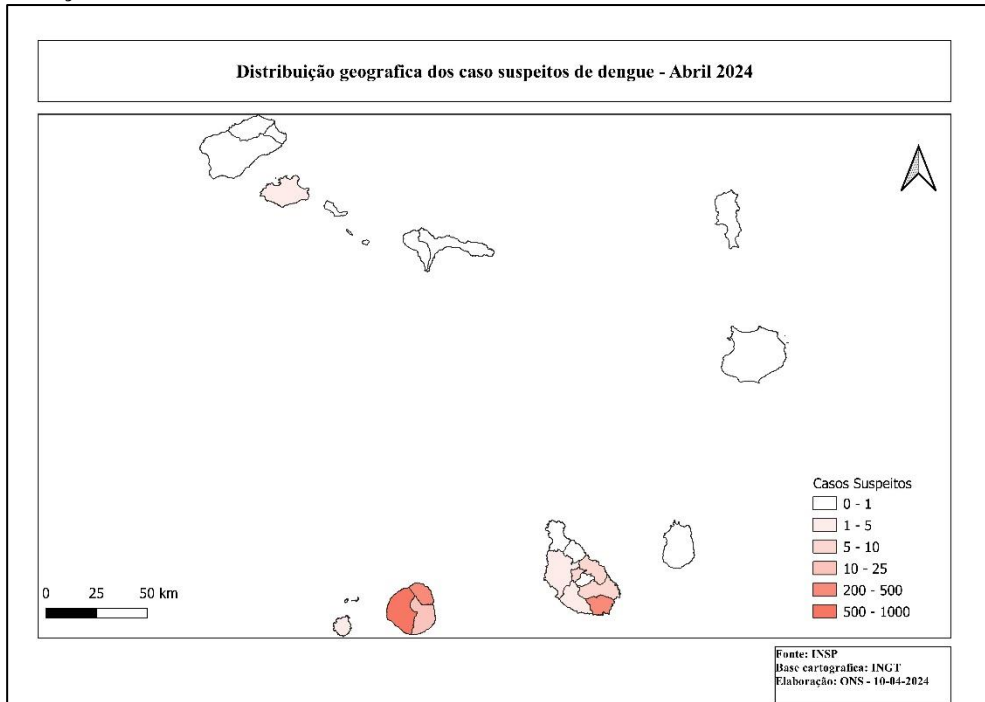 Distribuição geografica dos caso suspeitos de dengue - Abril 2024
Casos Suspeitos
0 - 1
1 - 5
5 - 10
10 - 25
200 - 500
500 - 1000
0 25 50 km
Fonte: INSP
Base cartografica: INGT
Elaboração: ONS - 10-04-2024